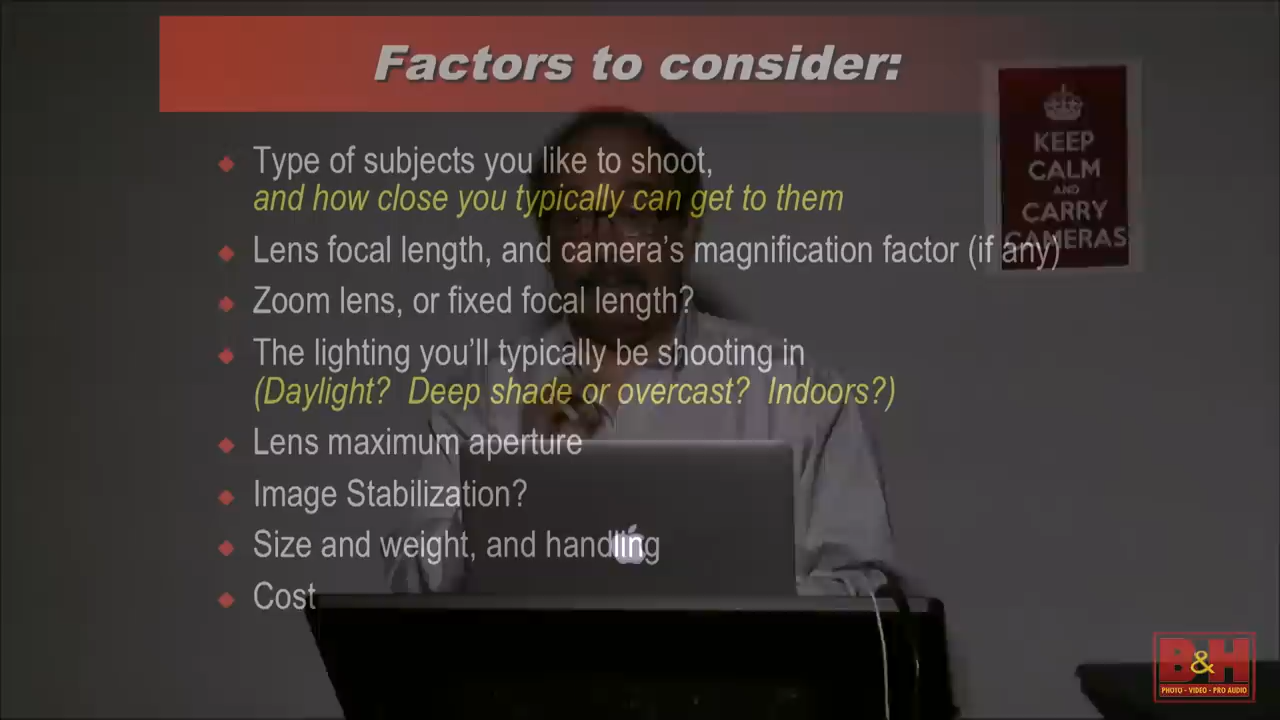 Factors to consider:
Type of subjects you like to shoot,
and how close you typically can get to them
Lens focal length, and camera's magnification factor (if any)
Zoom lens, or fixed focal length?
The lighting you'll typically be shooting in
(Daylight?  Deep shade or overcast?  Indoors?)
Lens maximum aperture
Image Stabilization?
Size and weight, and handling
Cost
KEEP
CALM
AND
CARRY
CAMERAS
B&H
PHOTO - VIDEO - PRO AUDIO